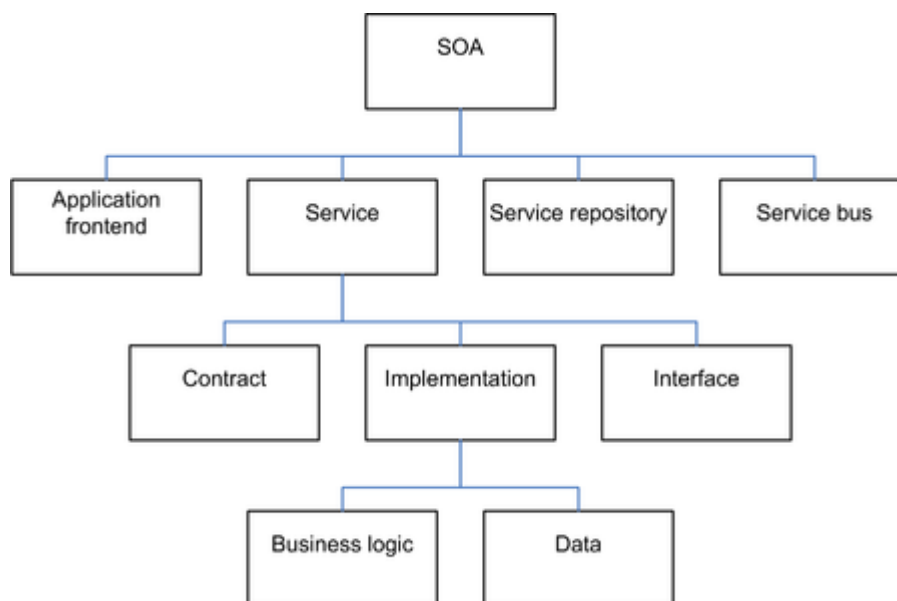 SOA
Application
frontend
Service
Service repository
Service bus
Contract
Implementation
Interface
Business logic
Data